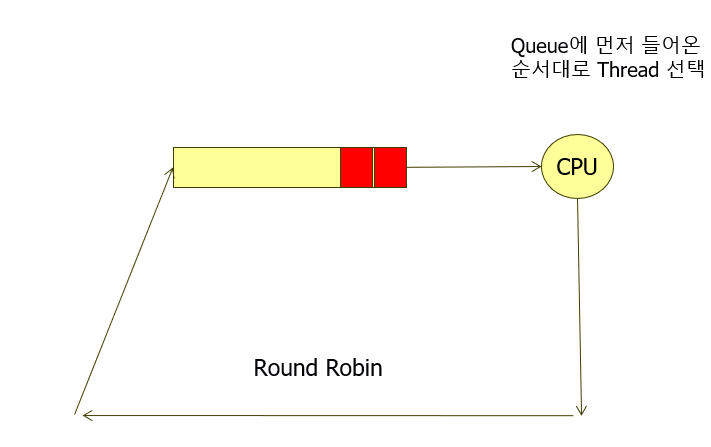 Queue에 먼저 들어온
순서대로 Thread 선택
CPU
Round Robin